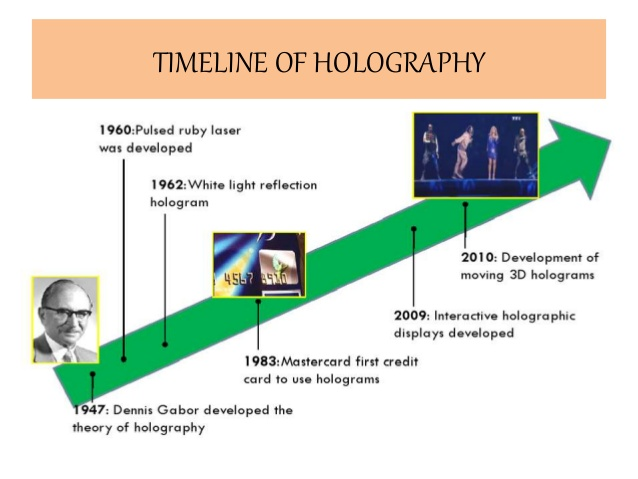 TIMELINE OF HOLOGRAPHY
1960:Pulsed ruby laser
was developed
1962:White light reflection
hologram
4567 8910
2010: Development of
moving 3D holograms
2009: Interactive holographic
displays developed
1983:Mastercard first credit
card to use holograms
1947: Dennis Gabor developed the
theory of holography